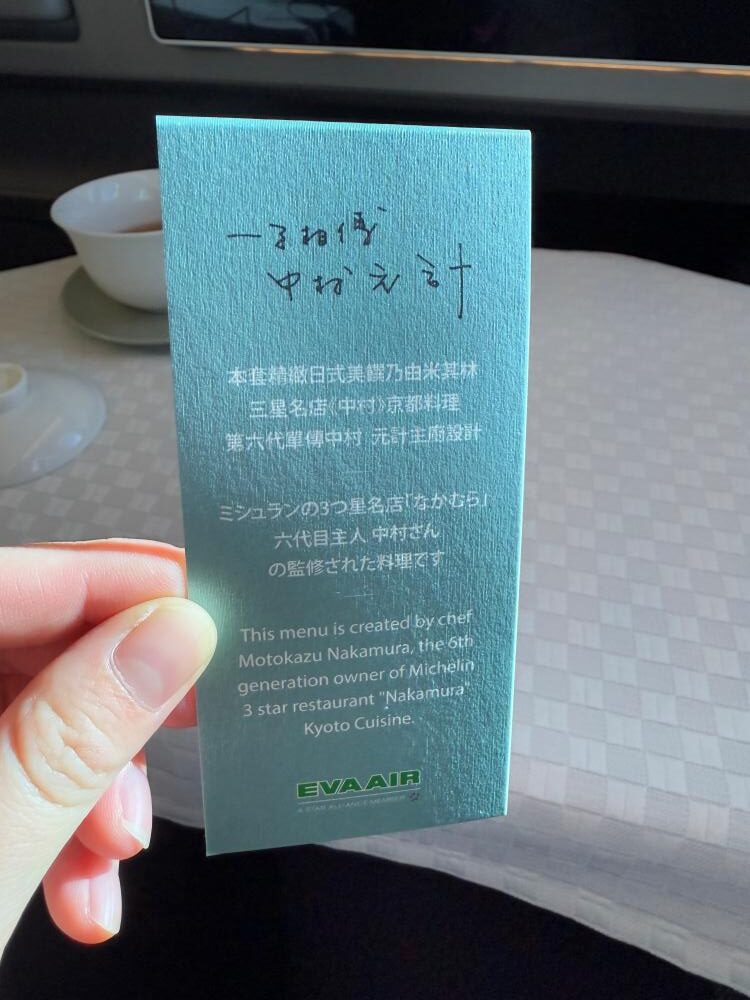 一子相傳
中村元計
本套精緻日式美饌乃由米其林
三星名店《中村》京都料理
第六代單傳中村 元計主廚設計
ミシュランの3つ星名店「なかむら」
六代目主人 中村さん
の監修された料理です
This menu is created by chef
Motokazu Nakamura, the 6th
generation owner of Michelin
3 star restaurant "Nakamura"
Kyoto Cuisine.
EVA AIR
A STAR ALLIANCE MEMBER